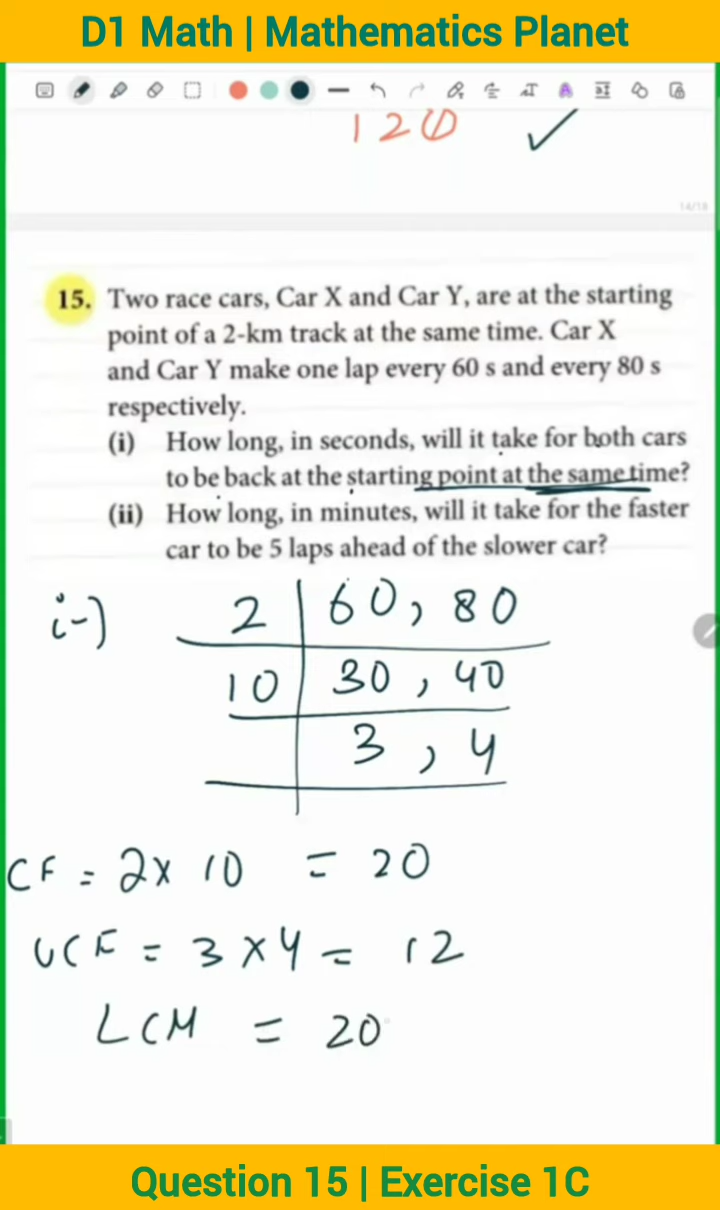 D1 Math | Mathematics Planet
120 ✓
14/18
15. Two race cars, Car X and Car Y, are at the starting
point of a 2-km track at the same time. Car X
and Car Y make one lap every 60 s and every 80 s
respectively.
(i) How long, in seconds, will it take for both cars
to be back at the starting point at the same time?
(ii) How long, in minutes, will it take for the faster
car to be 5 laps ahead of the slower car?
i-) 2 | 60, 80
10 | 30, 40
3, 4
CF = 2 x 10 = 20
UCF = 3 x 4 = 12
LCM = 20
Question 15 | Exercise 1C